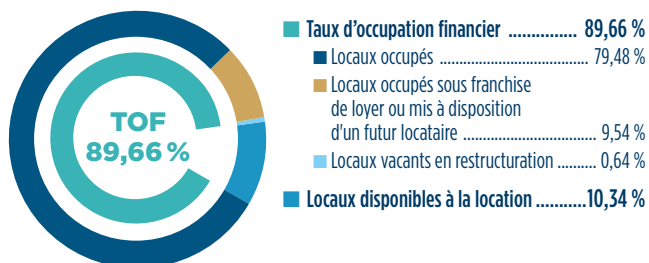 TOF
89,66 %
Taux d'occupation financier ............... 89,66 %
Locaux occupés ..................................... 79,48 %
Locaux occupés sous franchise
de loyer ou mis à disposition
d'un futur locataire ................................. 9,54 %
Locaux vacants en restructuration .......... 0,64 %
Locaux disponibles à la location ...........10,34 %